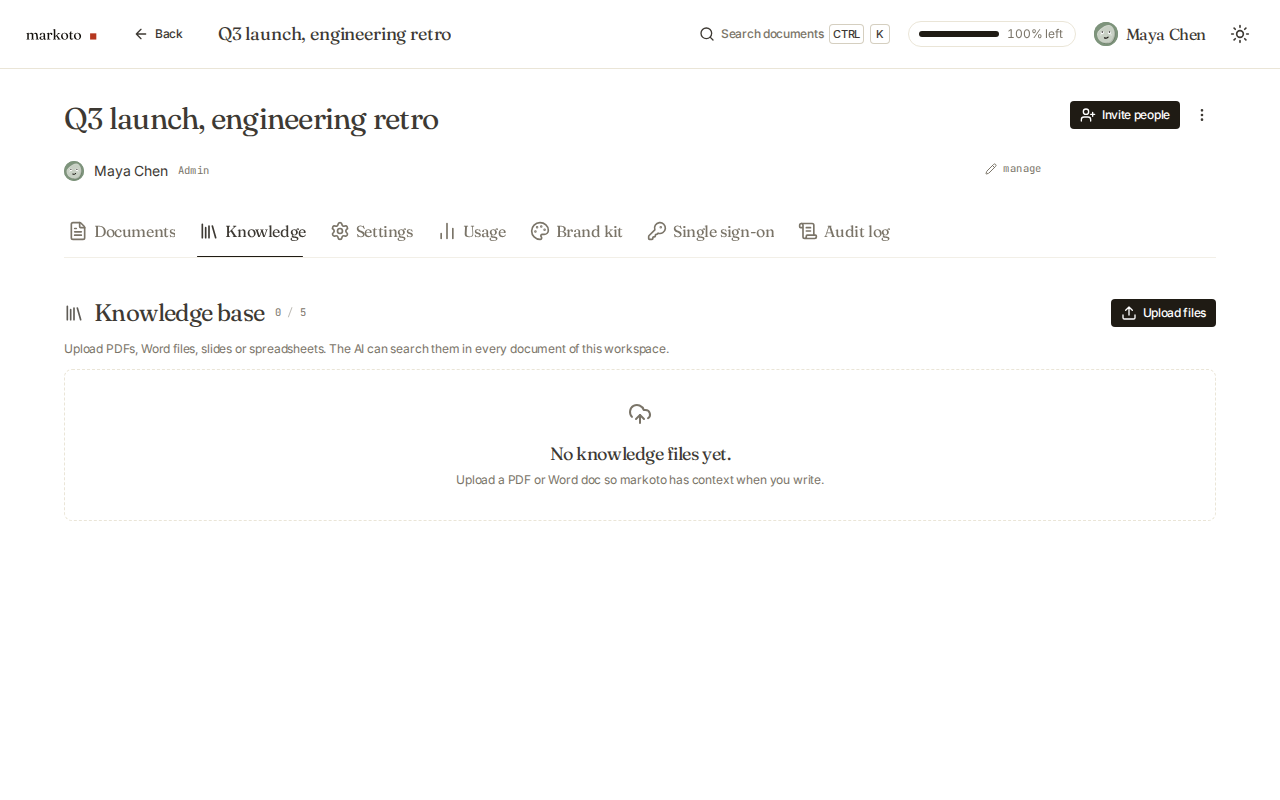 markoto
Back
Q3 launch, engineering retro
Search documents CTRL K
100% left
Maya Chen
Q3 launch, engineering retro
Invite people
Maya Chen Admin
manage
Documents
Knowledge
Settings
Usage
Brand kit
Single sign-on
Audit log
Knowledge base 0 / 5
Upload files
Upload PDFs, Word files, slides or spreadsheets. The AI can search them in every document of this workspace.
No knowledge files yet.
Upload a PDF or Word doc so markoto has context when you write.